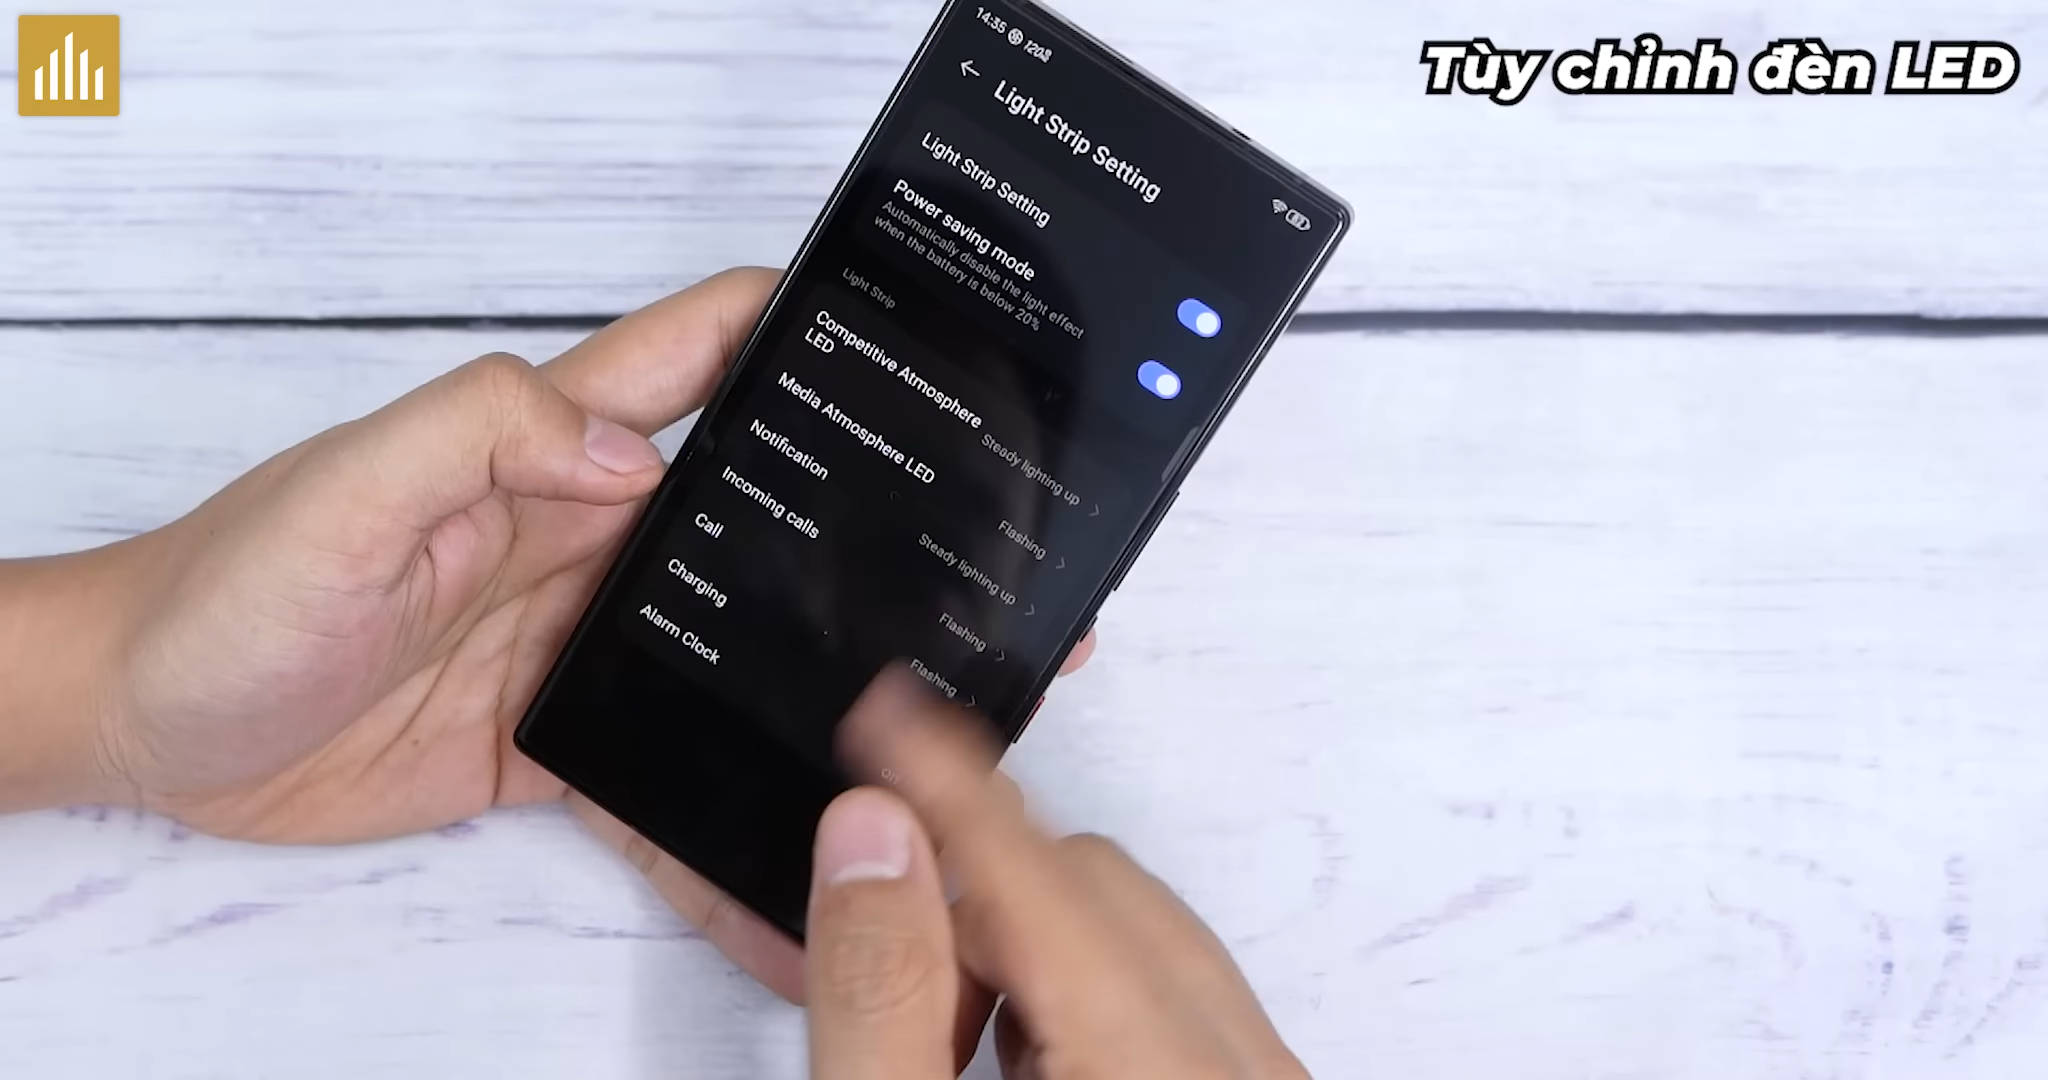 Tùy chỉnh đèn LED
14:35
Light Strip Setting
Light Strip Setting
Power saving mode
Automatically disable the light effect
when the battery is below 20%
Light Strip
Competitive Atmosphere
LED
Steady lighting up
Media Atmosphere LED
Flashing
Notification
Steady lighting up
Incoming calls
Flashing
Call
Flashing
Charging
Alarm Clock
Off